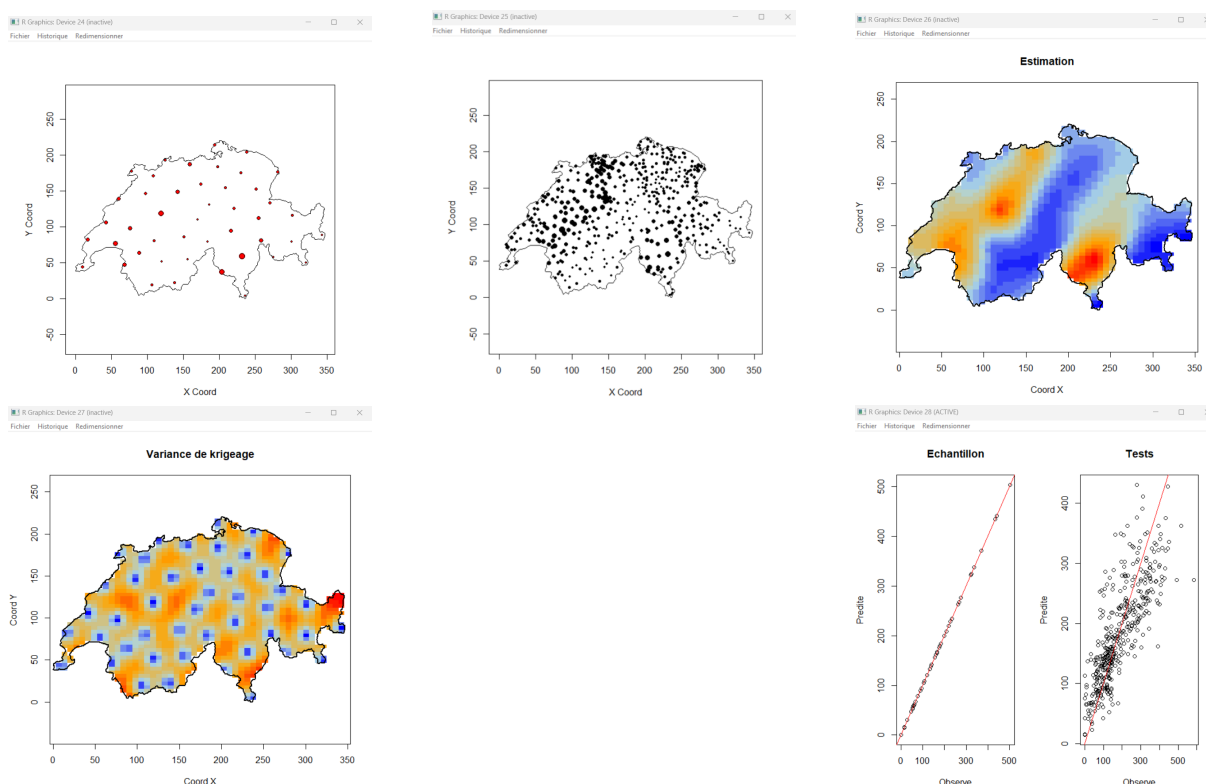 R Graphics: Device 24 (inactive)
Fichier Historique Redimensionner
Y Coord
250
200
150
100
50
0
-50
0 50 100 150 200 250 300 350
X Coord
R Graphics: Device 25 (inactive)
Fichier Historique Redimensionner
Y Coord
250
200
150
100
50
0
-50
0 50 100 150 200 250 300 350
X Coord
R Graphics: Device 26 (inactive)
Fichier Historique Redimensionner
Estimation
Coord Y
250
200
150
100
50
0
0 50 100 150 200 250 300 350
Coord X
R Graphics: Device 27 (inactive)
Fichier Historique Redimensionner
Variance de krigeage
Coord Y
250
200
150
100
50
0
0 50 100 150 200 250 300 350
Coord X
R Graphics: Device 28 (ACTIVE)
Fichier Historique Redimensionner
Echantillon
Predite
500
400
300
200
100
0
0 100 300 500
Observe
Tests
Predite
400
300
200
100
0
0 100 300 500
Observe